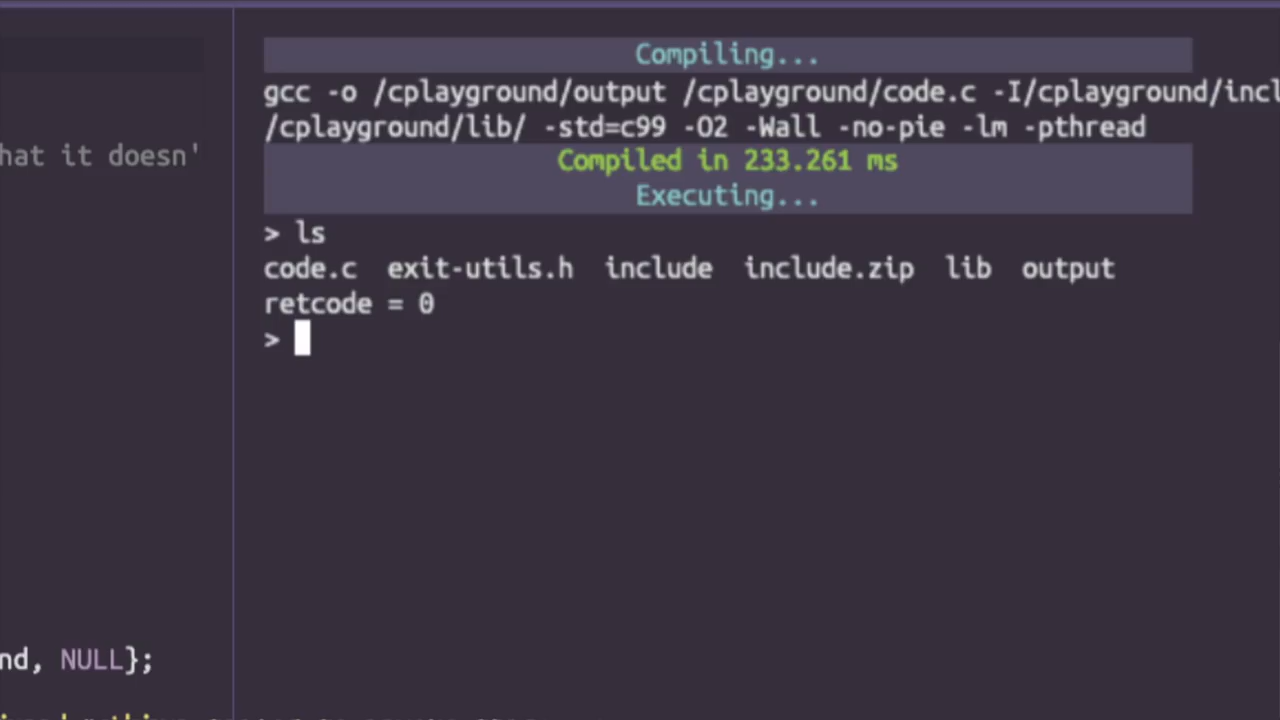 Compiling...
gcc -o /cplayground/output /cplayground/code.c -I/cplayground/incl
/cplayground/lib/ -std=c99 -O2 -Wall -no-pie -lm -pthread
hat it doesn'
Compiled in 233.261 ms
Executing...
> ls
code.c exit-utils.h include include.zip lib output
retcode = 0
>
nd, NULL};